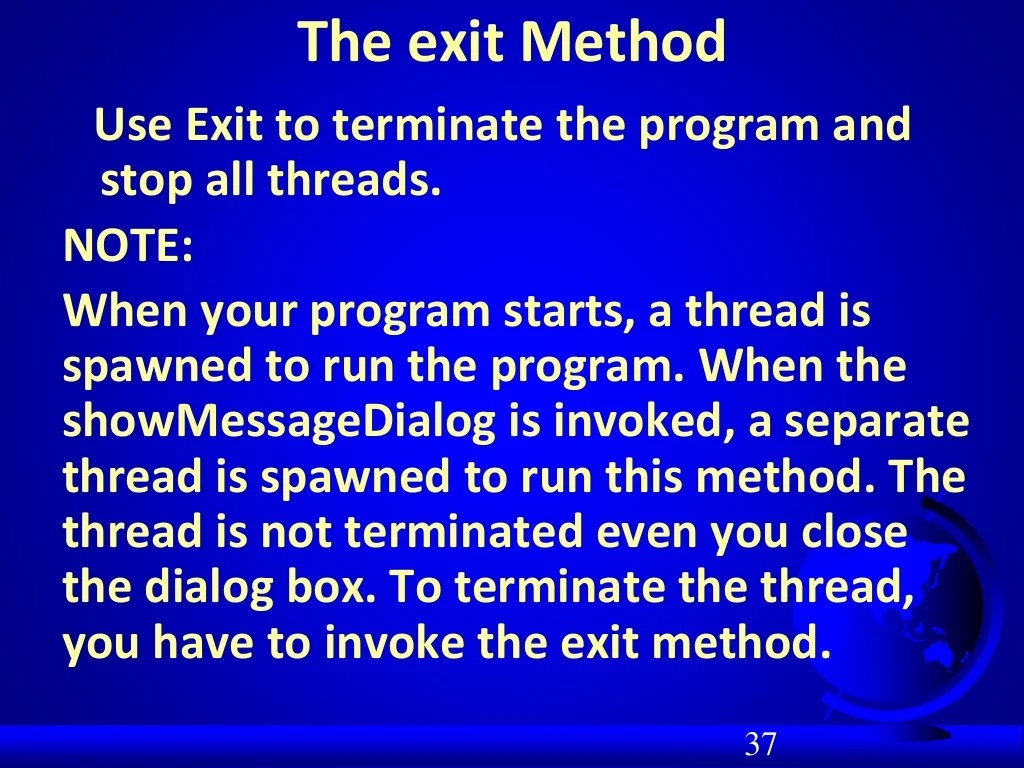 The exit Method
Use Exit to terminate the program and
stop all threads.
NOTE:
When your program starts, a thread is
spawned to run the program. When the
showMessageDialog is invoked, a separate
thread is spawned to run this method. The
thread is not terminated even you close
the dialog box. To terminate the thread,
you have to invoke the exit method.
37